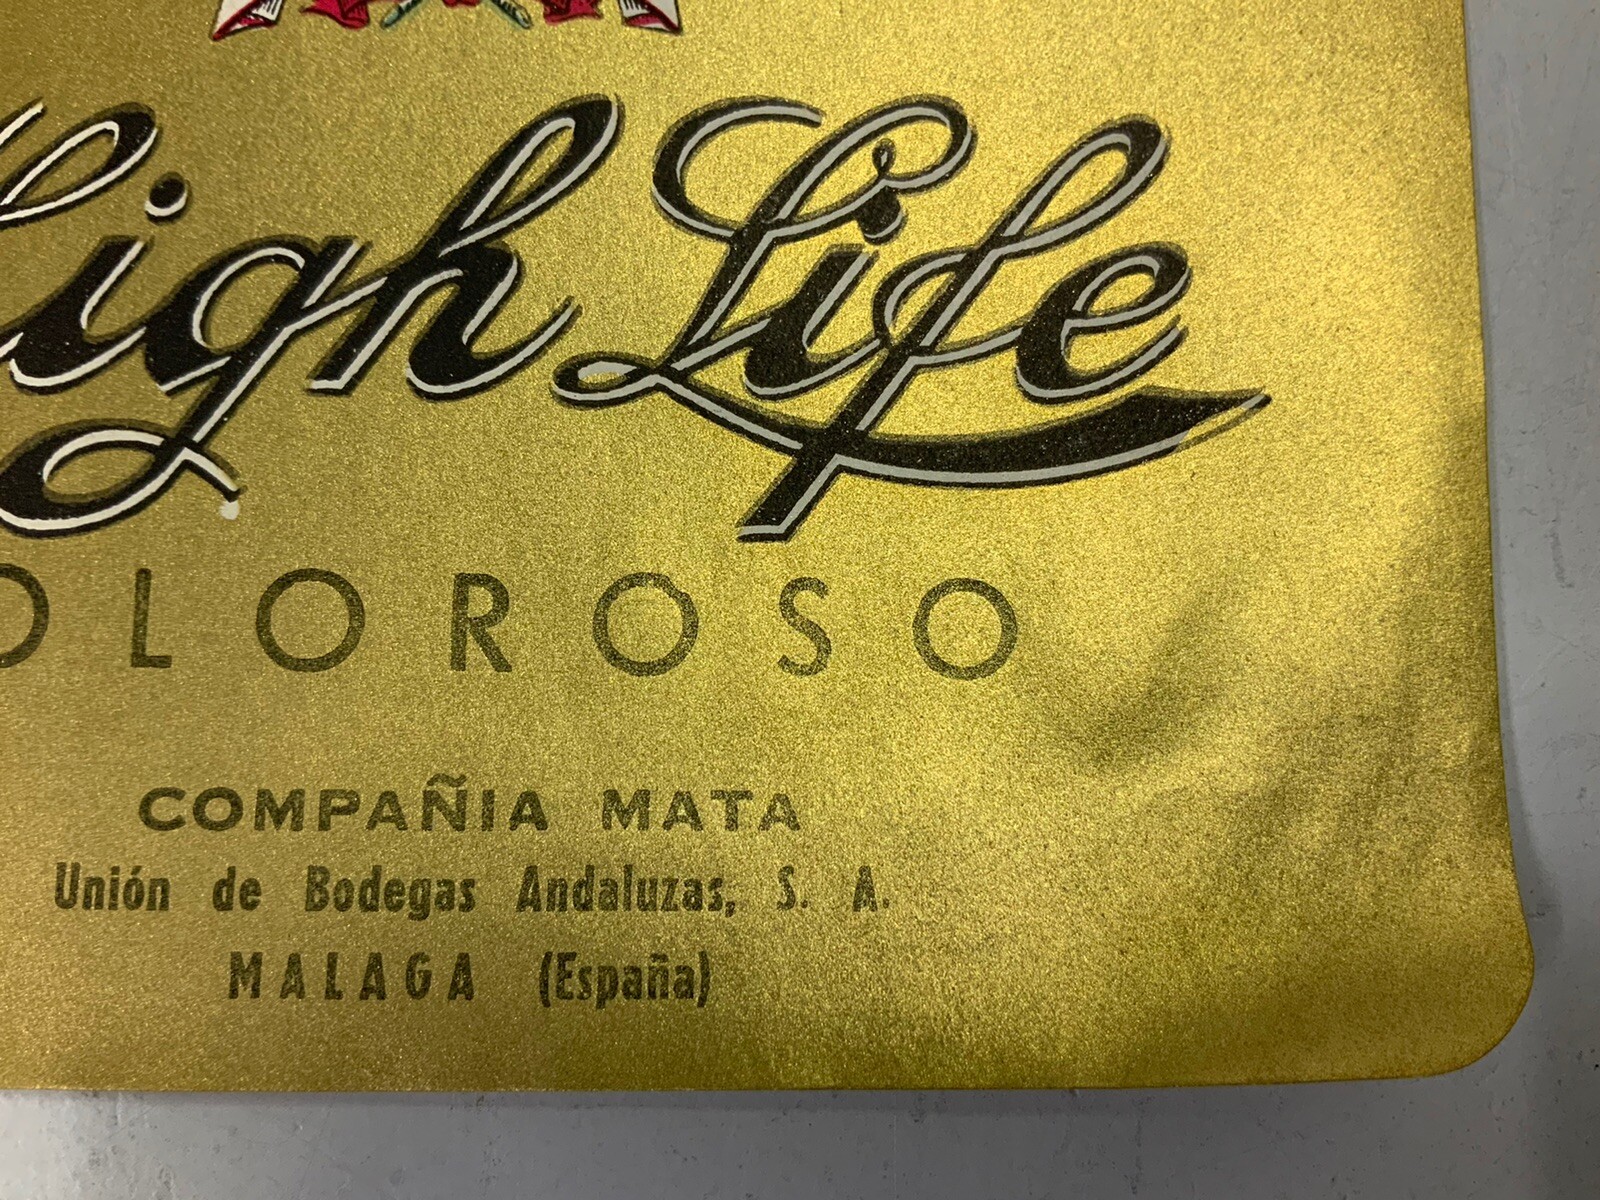 High Life
OLOROSO
COMPAÑIA MATA
Unión de Bodegas Andaluzas, S. A.
MALAGA (España)